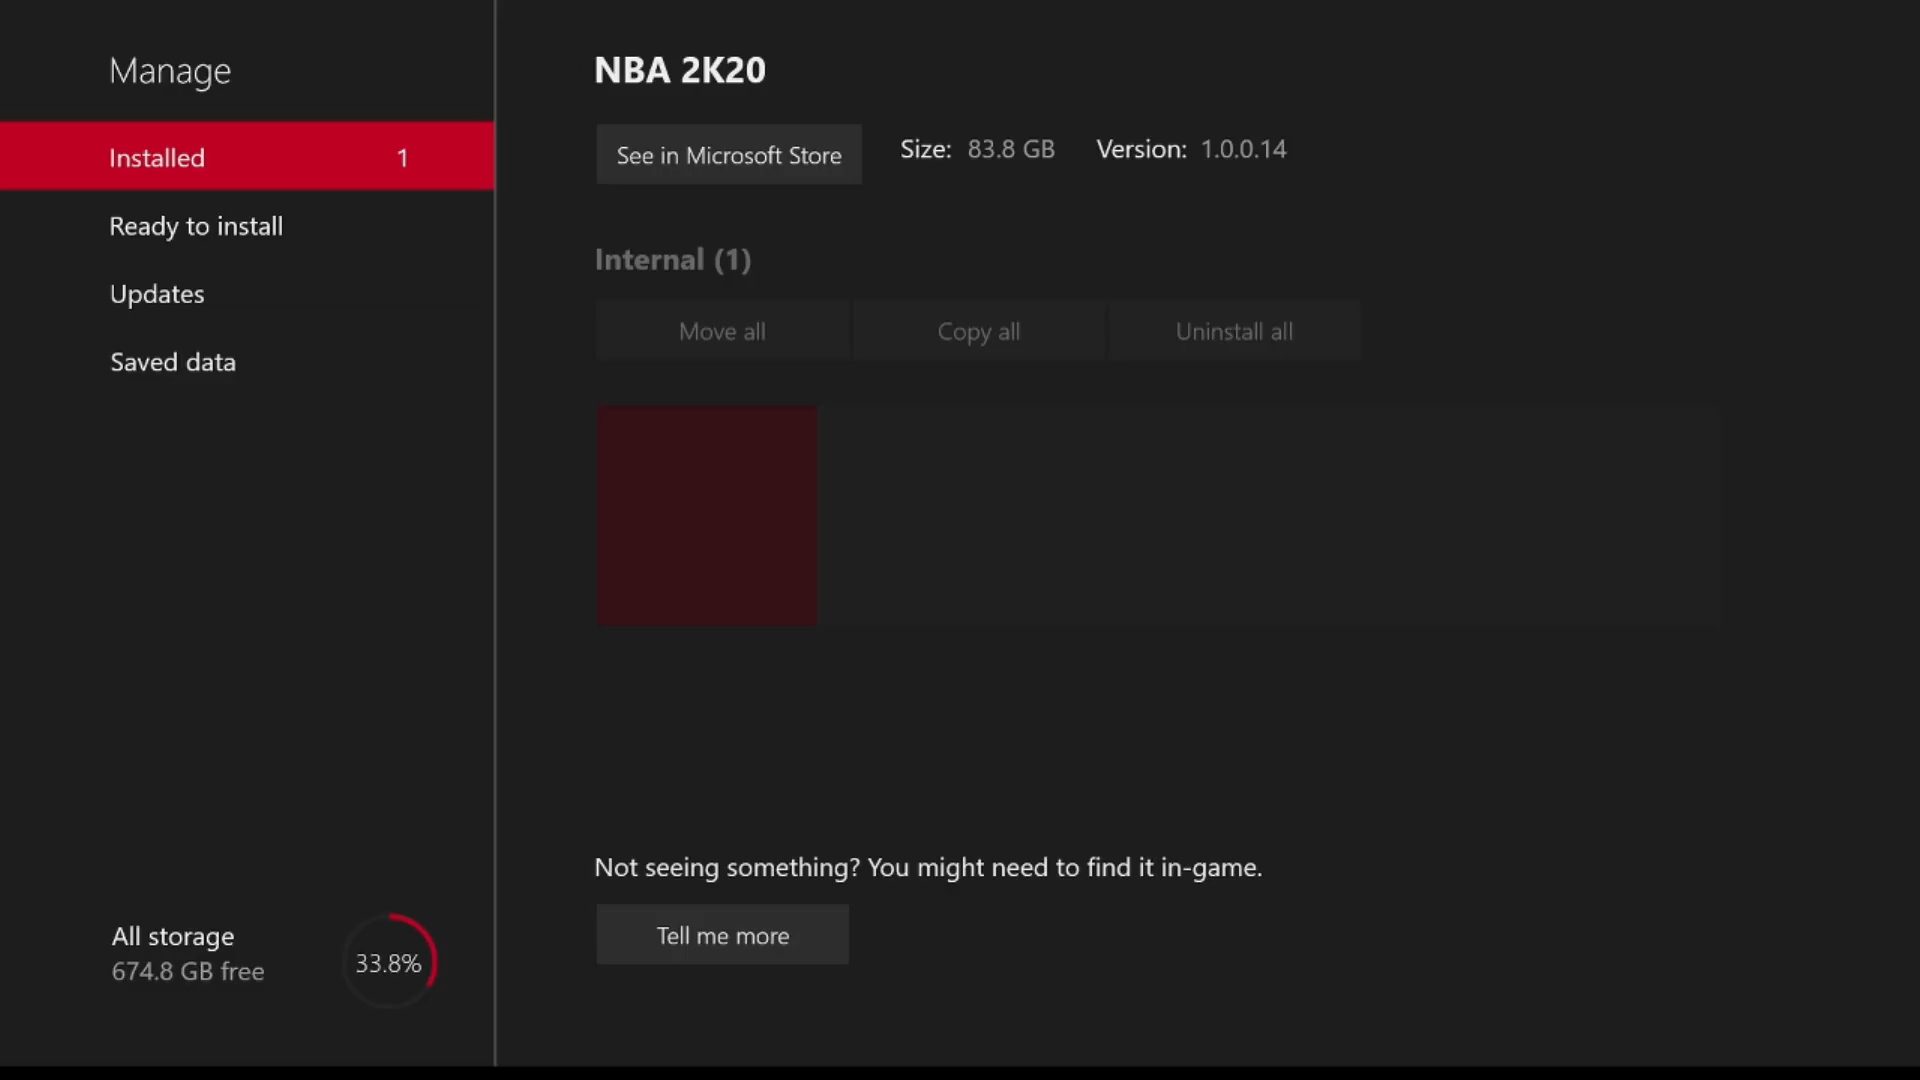 Manage
Installed 1
Ready to install
Updates
Saved data
All storage
674.8 GB free
33.8%
NBA 2K20
See in Microsoft Store
Size: 83.8 GB Version: 1.0.0.14
Internal (1)
Move all Copy all Uninstall all
Not seeing something? You might need to find it in-game.
Tell me more